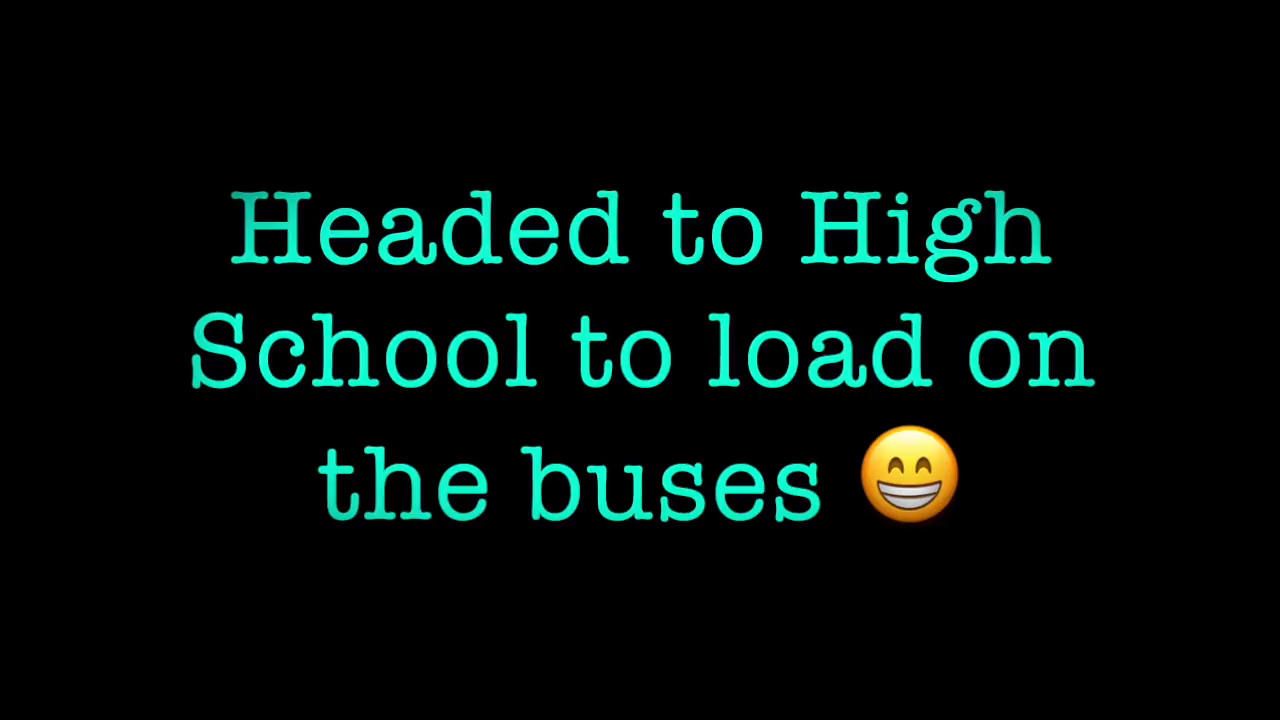 Headed to High
School to load on
the buses 😁